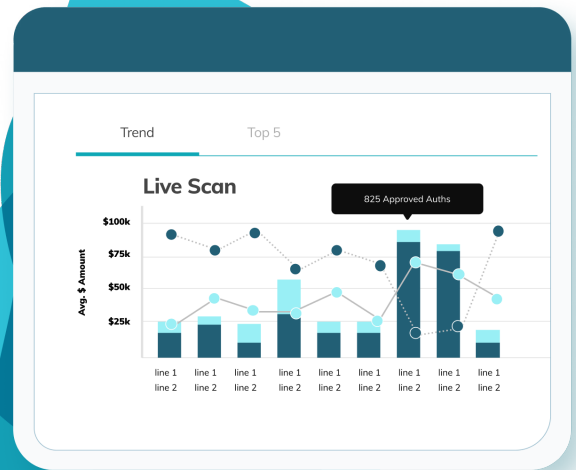 Trend Top 5
Live Scan
825 Approved Auths
$100k
$75k
$50k
$25k
Avg. $ Amount
line 1 line 1 line 1 line 1 line 1 line 1 line 1 line 1 line 1
line 2 line 2 line 2 line 2 line 2 line 2 line 2 line 2 line 2